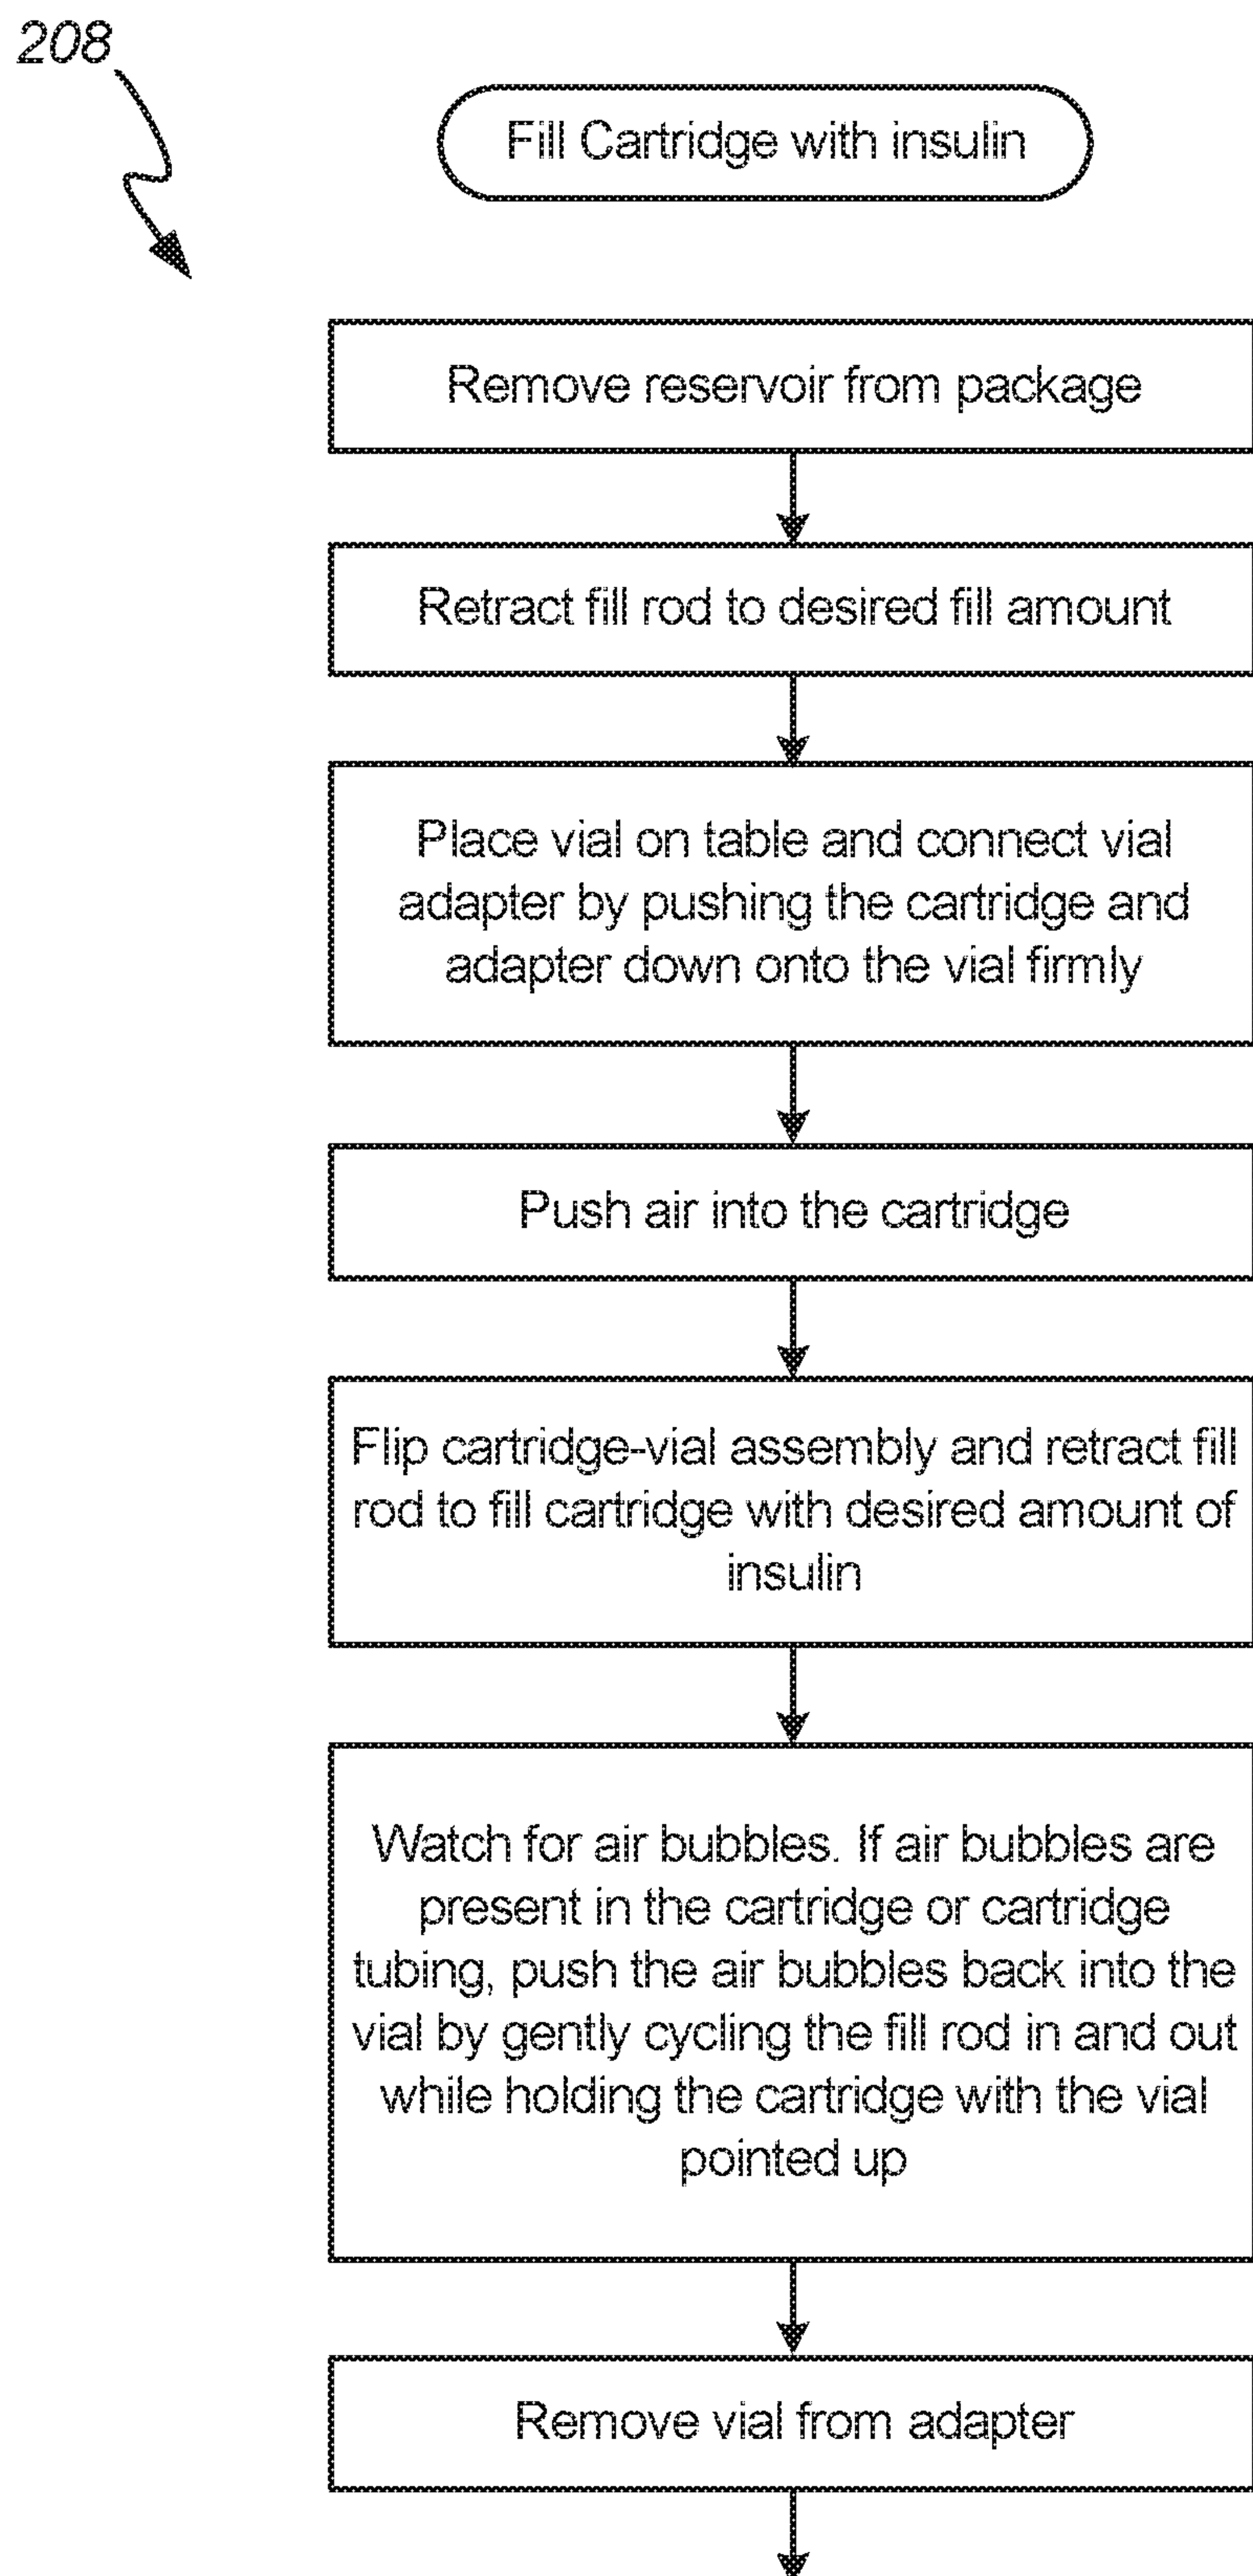 208
Fill Cartridge with insulin
Remove reservoir from package
Retract fill rod to desired fill amount
Place vial on table and connect vial
adapter by pushing the cartridge and
adapter down onto the vial firmly
Push air into the cartridge
Flip cartridge-vial assembly and retract fill
rod to fill cartridge with desired amount of
insulin
Watch for air bubbles. If air bubbles are
present in the cartridge or cartridge
tubing, push the air bubbles back into the
vial by gently cycling the fill rod in and out
while holding the cartridge with the vial
pointed up
Remove vial from adapter